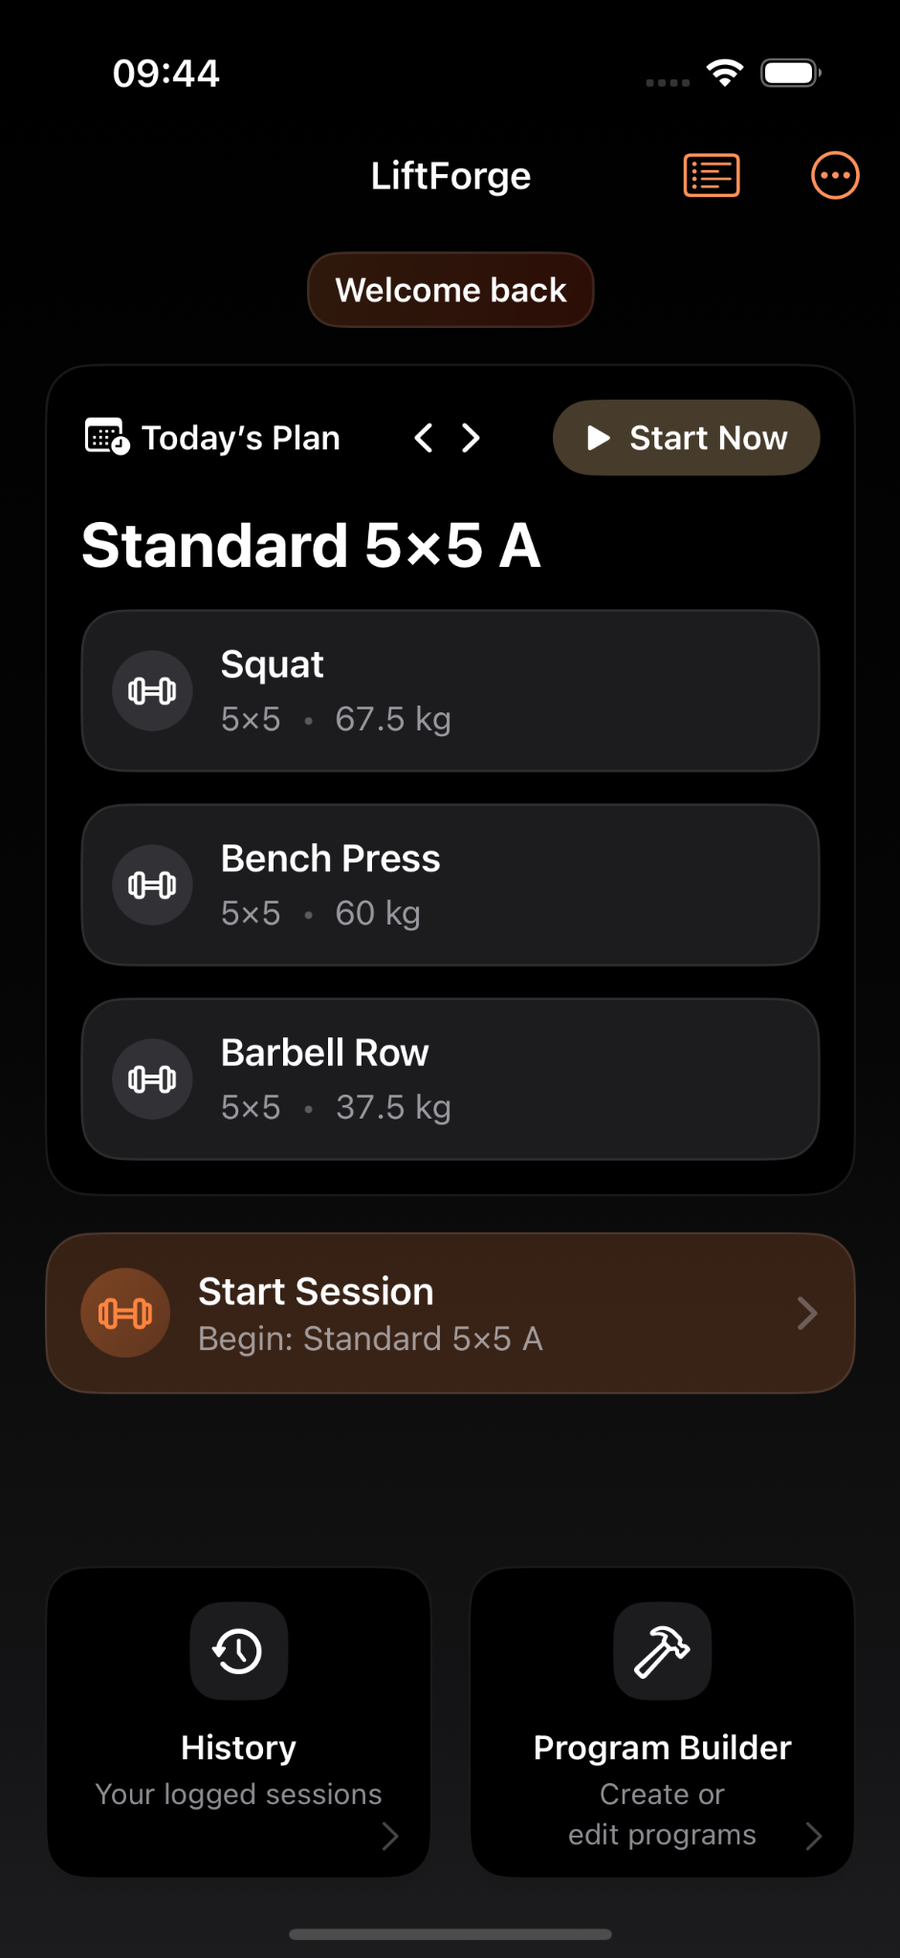 09:44
LiftForge
Welcome back
Today’s Plan
Start Now
Standard 5×5 A
Squat
5×5 • 67.5 kg
Bench Press
5×5 • 60 kg
Barbell Row
5×5 • 37.5 kg
Start Session
Begin: Standard 5×5 A
History
Your logged sessions
Program Builder
Create or
edit programs